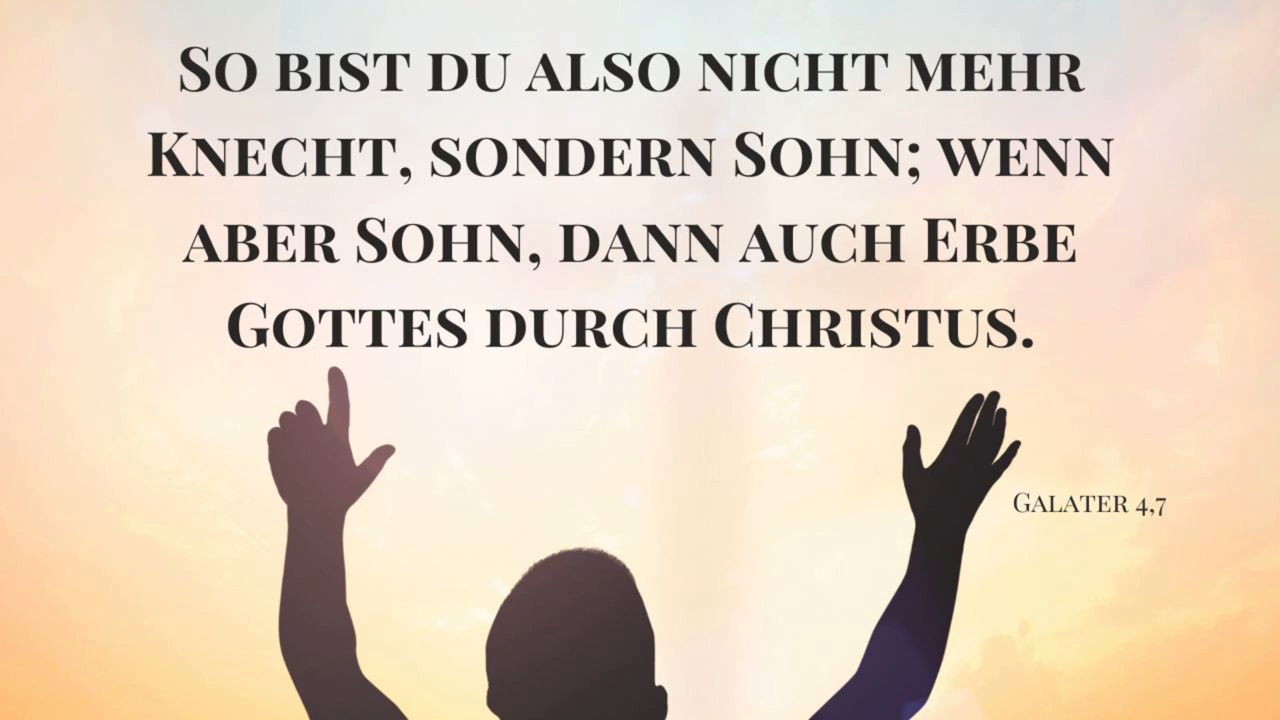 So bist du also nicht mehr
Knecht, sondern Sohn; wenn
aber Sohn, dann auch Erbe
Gottes durch Christus.
Galater 4,7